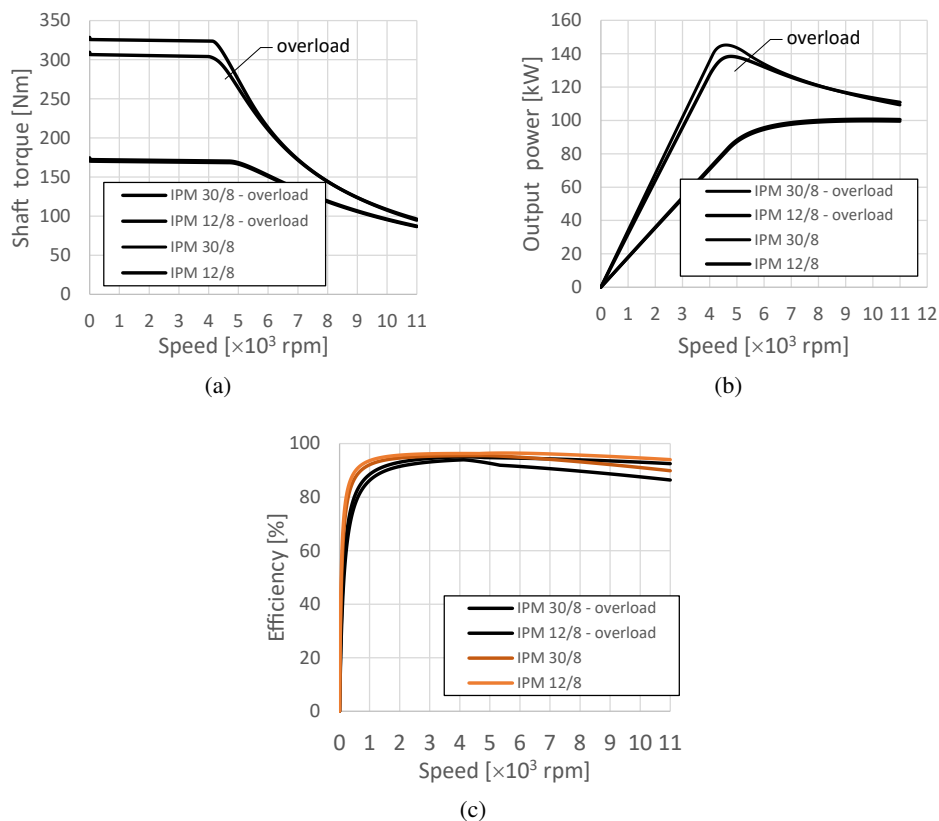 350
300
250
200
150
100
50
0
Shaft torque [Nm]
overload
IPM 30/8 - overload
IPM 12/8 - overload
IPM 30/8
IPM 12/8
0 1 2 3 4 5 6 7 8 9 10 11
Speed [×10³ rpm]
(a)
160
140
120
100
80
60
40
20
0
Output power [kW]
overload
IPM 30/8 - overload
IPM 12/8 - overload
IPM 30/8
IPM 12/8
0 1 2 3 4 5 6 7 8 9 10 11 12
Speed [×10³ rpm]
(b)
100
80
60
40
20
0
Efficiency [%]
IPM 30/8 - overload
IPM 12/8 - overload
IPM 30/8
IPM 12/8
0 1 2 3 4 5 6 7 8 9 10 11
Speed [×10³ rpm]
(c)